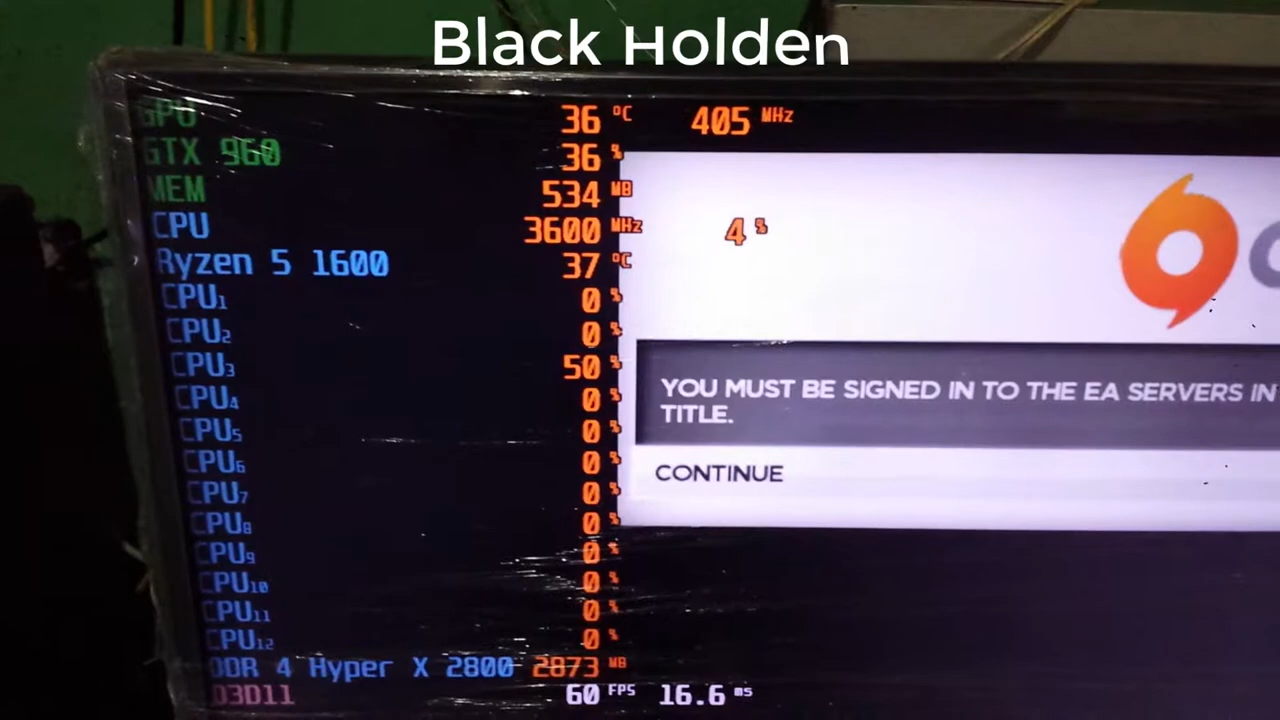 Black Holden
GPU 36 °C 405 MHz
GTX 960 36 %
MEM 534 MB
CPU 3600 MHz 4 %
Ryzen 5 1600 37 °C
CPU1 0 %
CPU2 0 %
CPU3 50 %
CPU4 0 %
CPU5 0 %
CPU6 0 %
CPU7 0 %
CPU8 0 %
CPU9 0 %
CPU10 0 %
CPU11 0 %
CPU12 0 %
DDR 4 Hyper X 2800 2873 MB
D3D11 60 FPS 16.6 ms
YOU MUST BE SIGNED IN TO THE EA SERVERS IN
TITLE.
CONTINUE